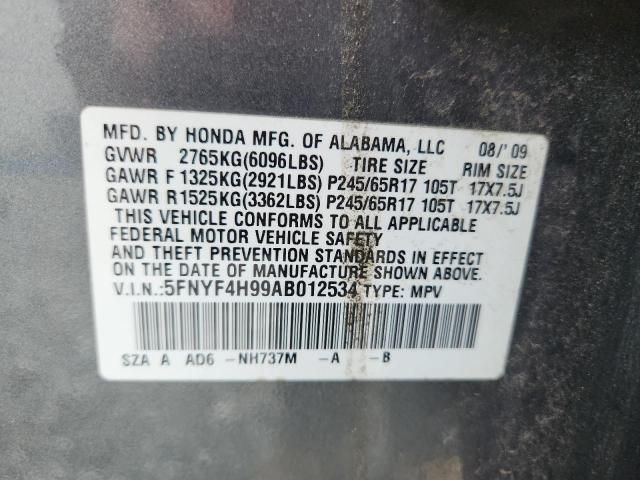 MFD. BY HONDA MFG. OF ALABAMA, LLC 08/'09
GVWR 2765KG(6096LBS) TIRE SIZE RIM SIZE
GAWR F 1325KG(2921LBS) P245/65R17 105T 17X7.5J
GAWR R1525KG(3362LBS) P245/65R17 105T 17X7.5J
THIS VEHICLE CONFORMS TO ALL APPLICABLE
FEDERAL MOTOR VEHICLE SAFETY
AND THEFT PREVENTION STANDARDS IN EFFECT
ON THE DATE OF MANUFACTURE SHOWN ABOVE.
V.I.N.:5FNYF4H99AB012534 TYPE: MPV
SZA A AD6 -NH737M -A -B